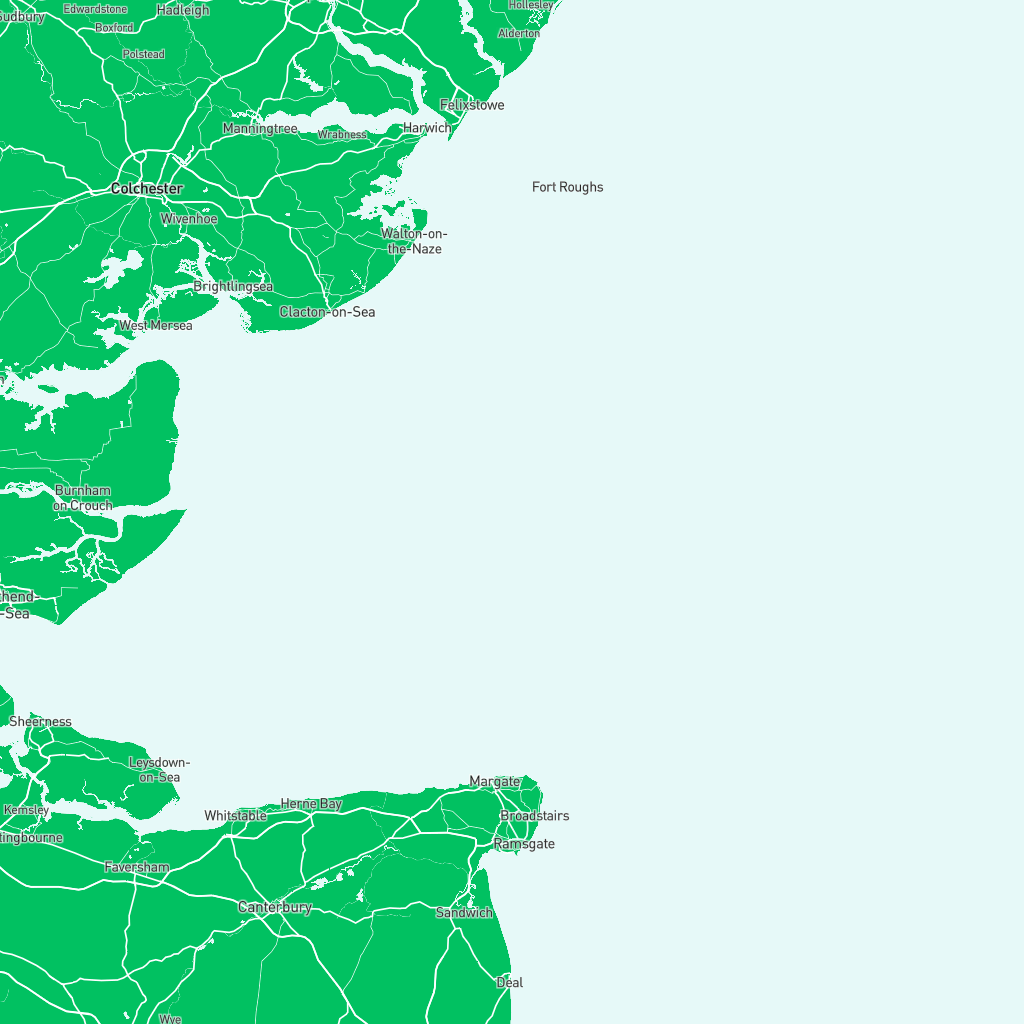 Hollesley
Edwardstone
Hadleigh
Sudbury
Boxford
Alderton
Polstead
Felixstowe
Harwich
Manningtree
Wrabness
Colchester
Fort Roughs
Wivenhoe
Walton-on-
the-Naze
Brightlingsea
Clacton-on-Sea
West Mersea
Burnham
on Crouch
thend-
-Sea
Sheerness
Leysdown-
on-Sea
Margate
Herne Bay
Kemsley
Whitstable
Broadstairs
tingbourne
Ramsgate
Faversham
Canterbury
Sandwich
Deal
Wye